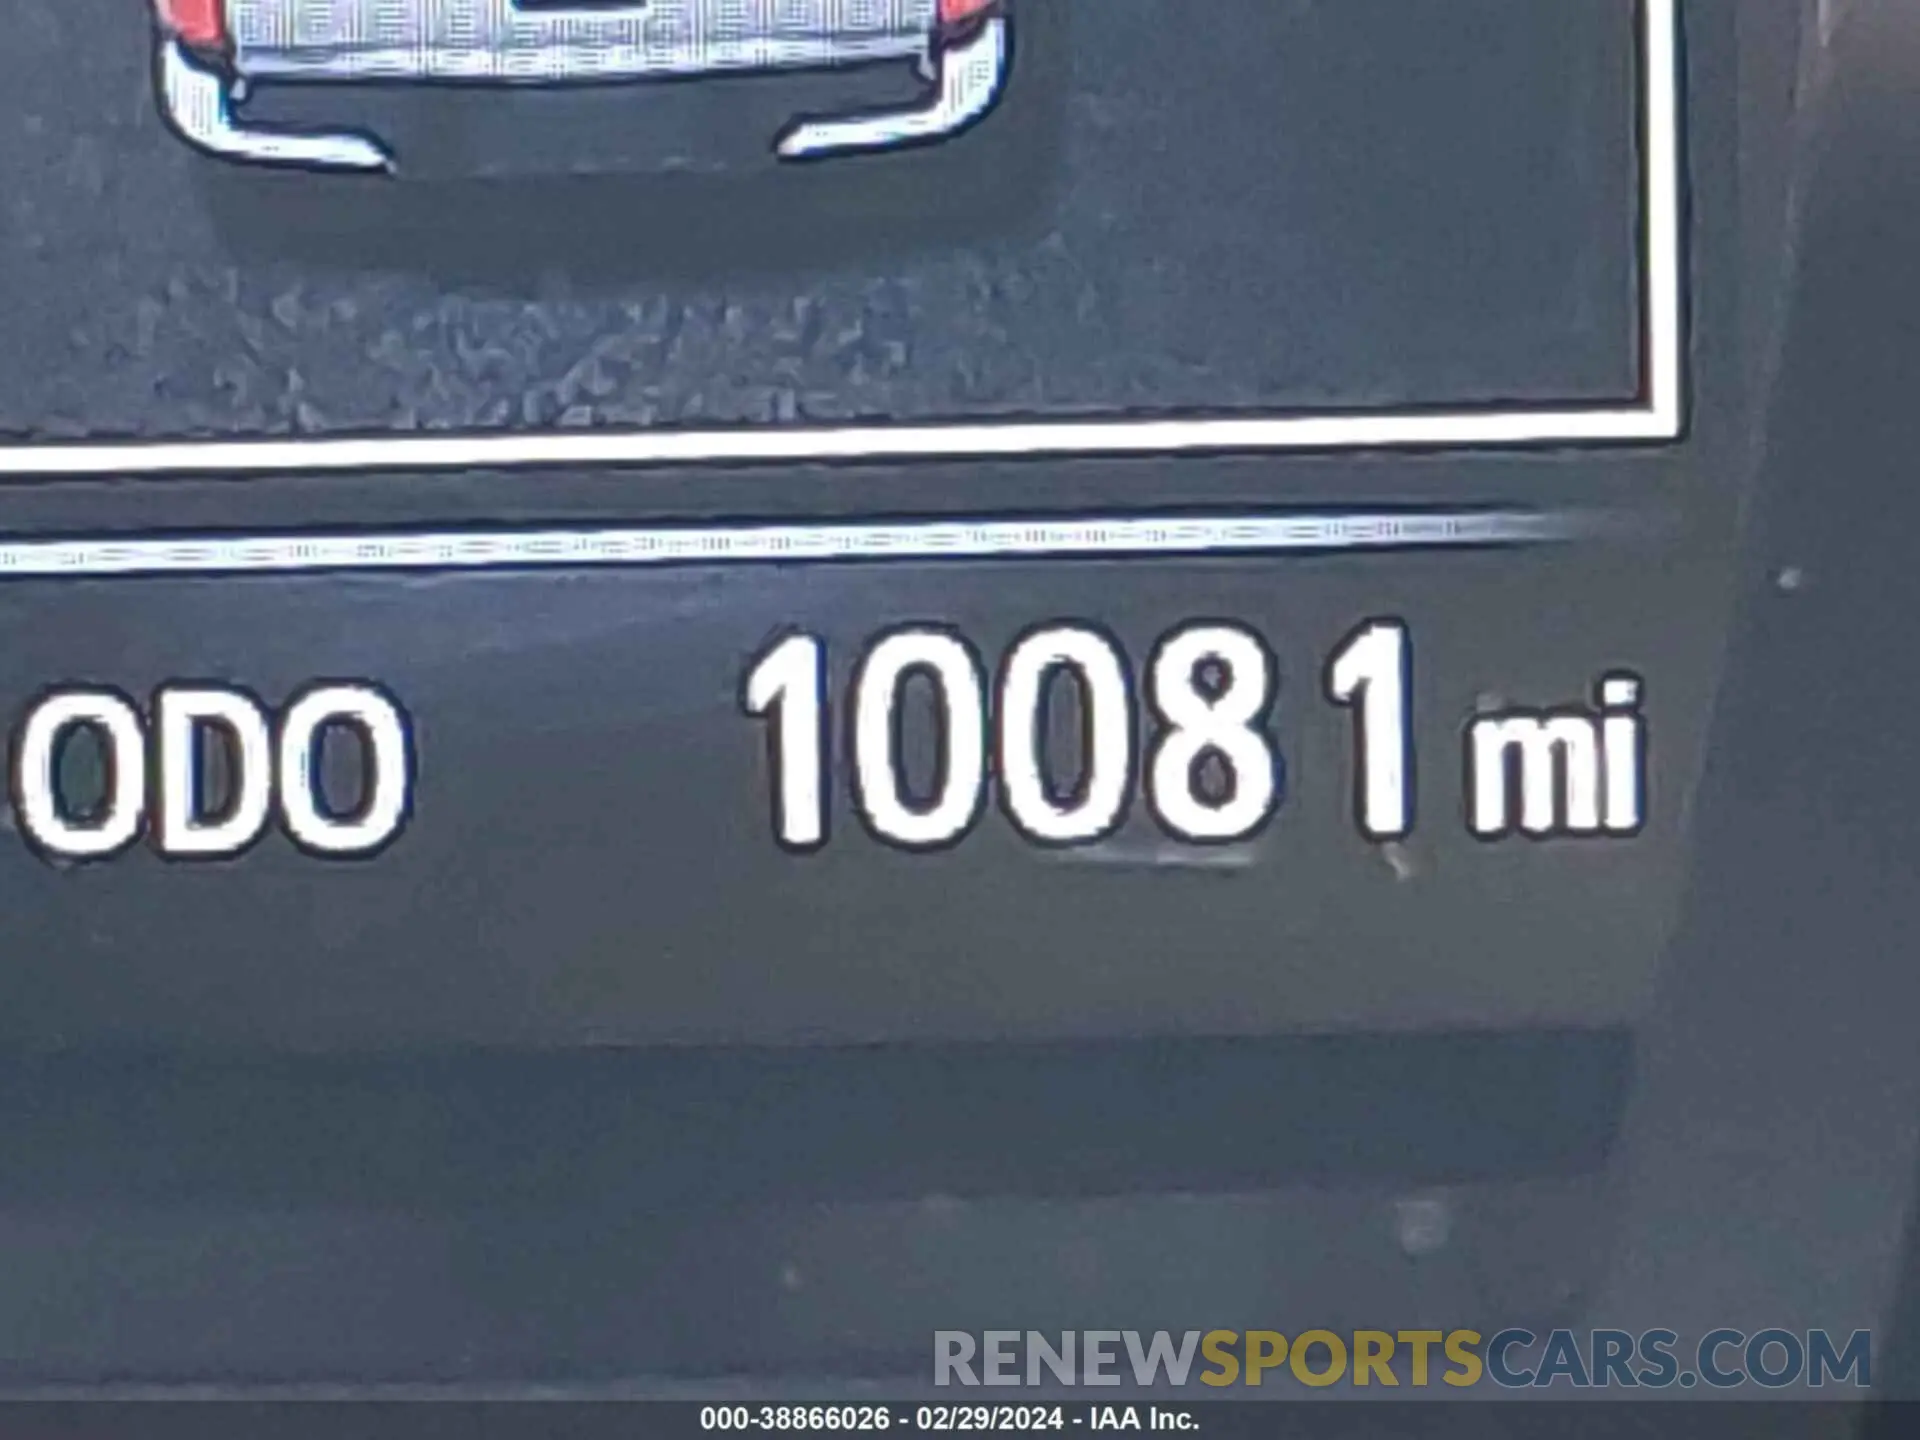 ODO 10081 mi
RENEWSPORTSCARS.COM
000-38866026 - 02/29/2024 - IAA Inc.